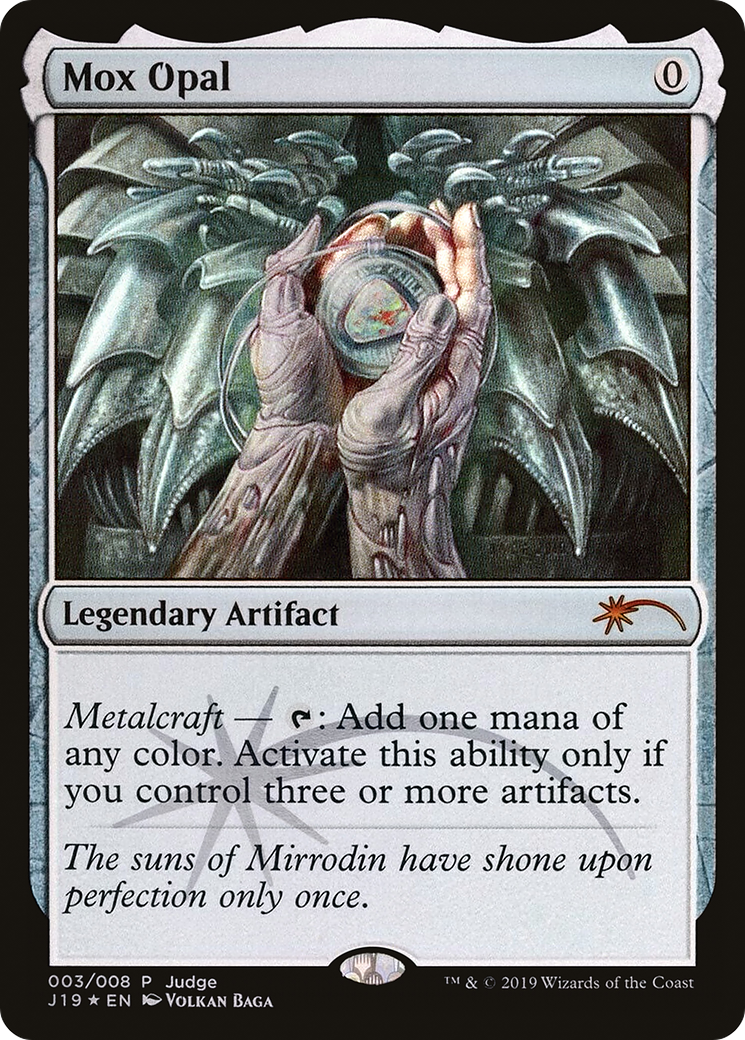 Mox Opal 0
Legendary Artifact
Metalcraft — : Add one mana of
any color. Activate this ability only if
you control three or more artifacts.
The suns of Mirrodin have shone upon
perfection only once.
003/008 P Judge
J19 ★ EN VOLKAN BAGA
™ & © 2019 Wizards of the Coast